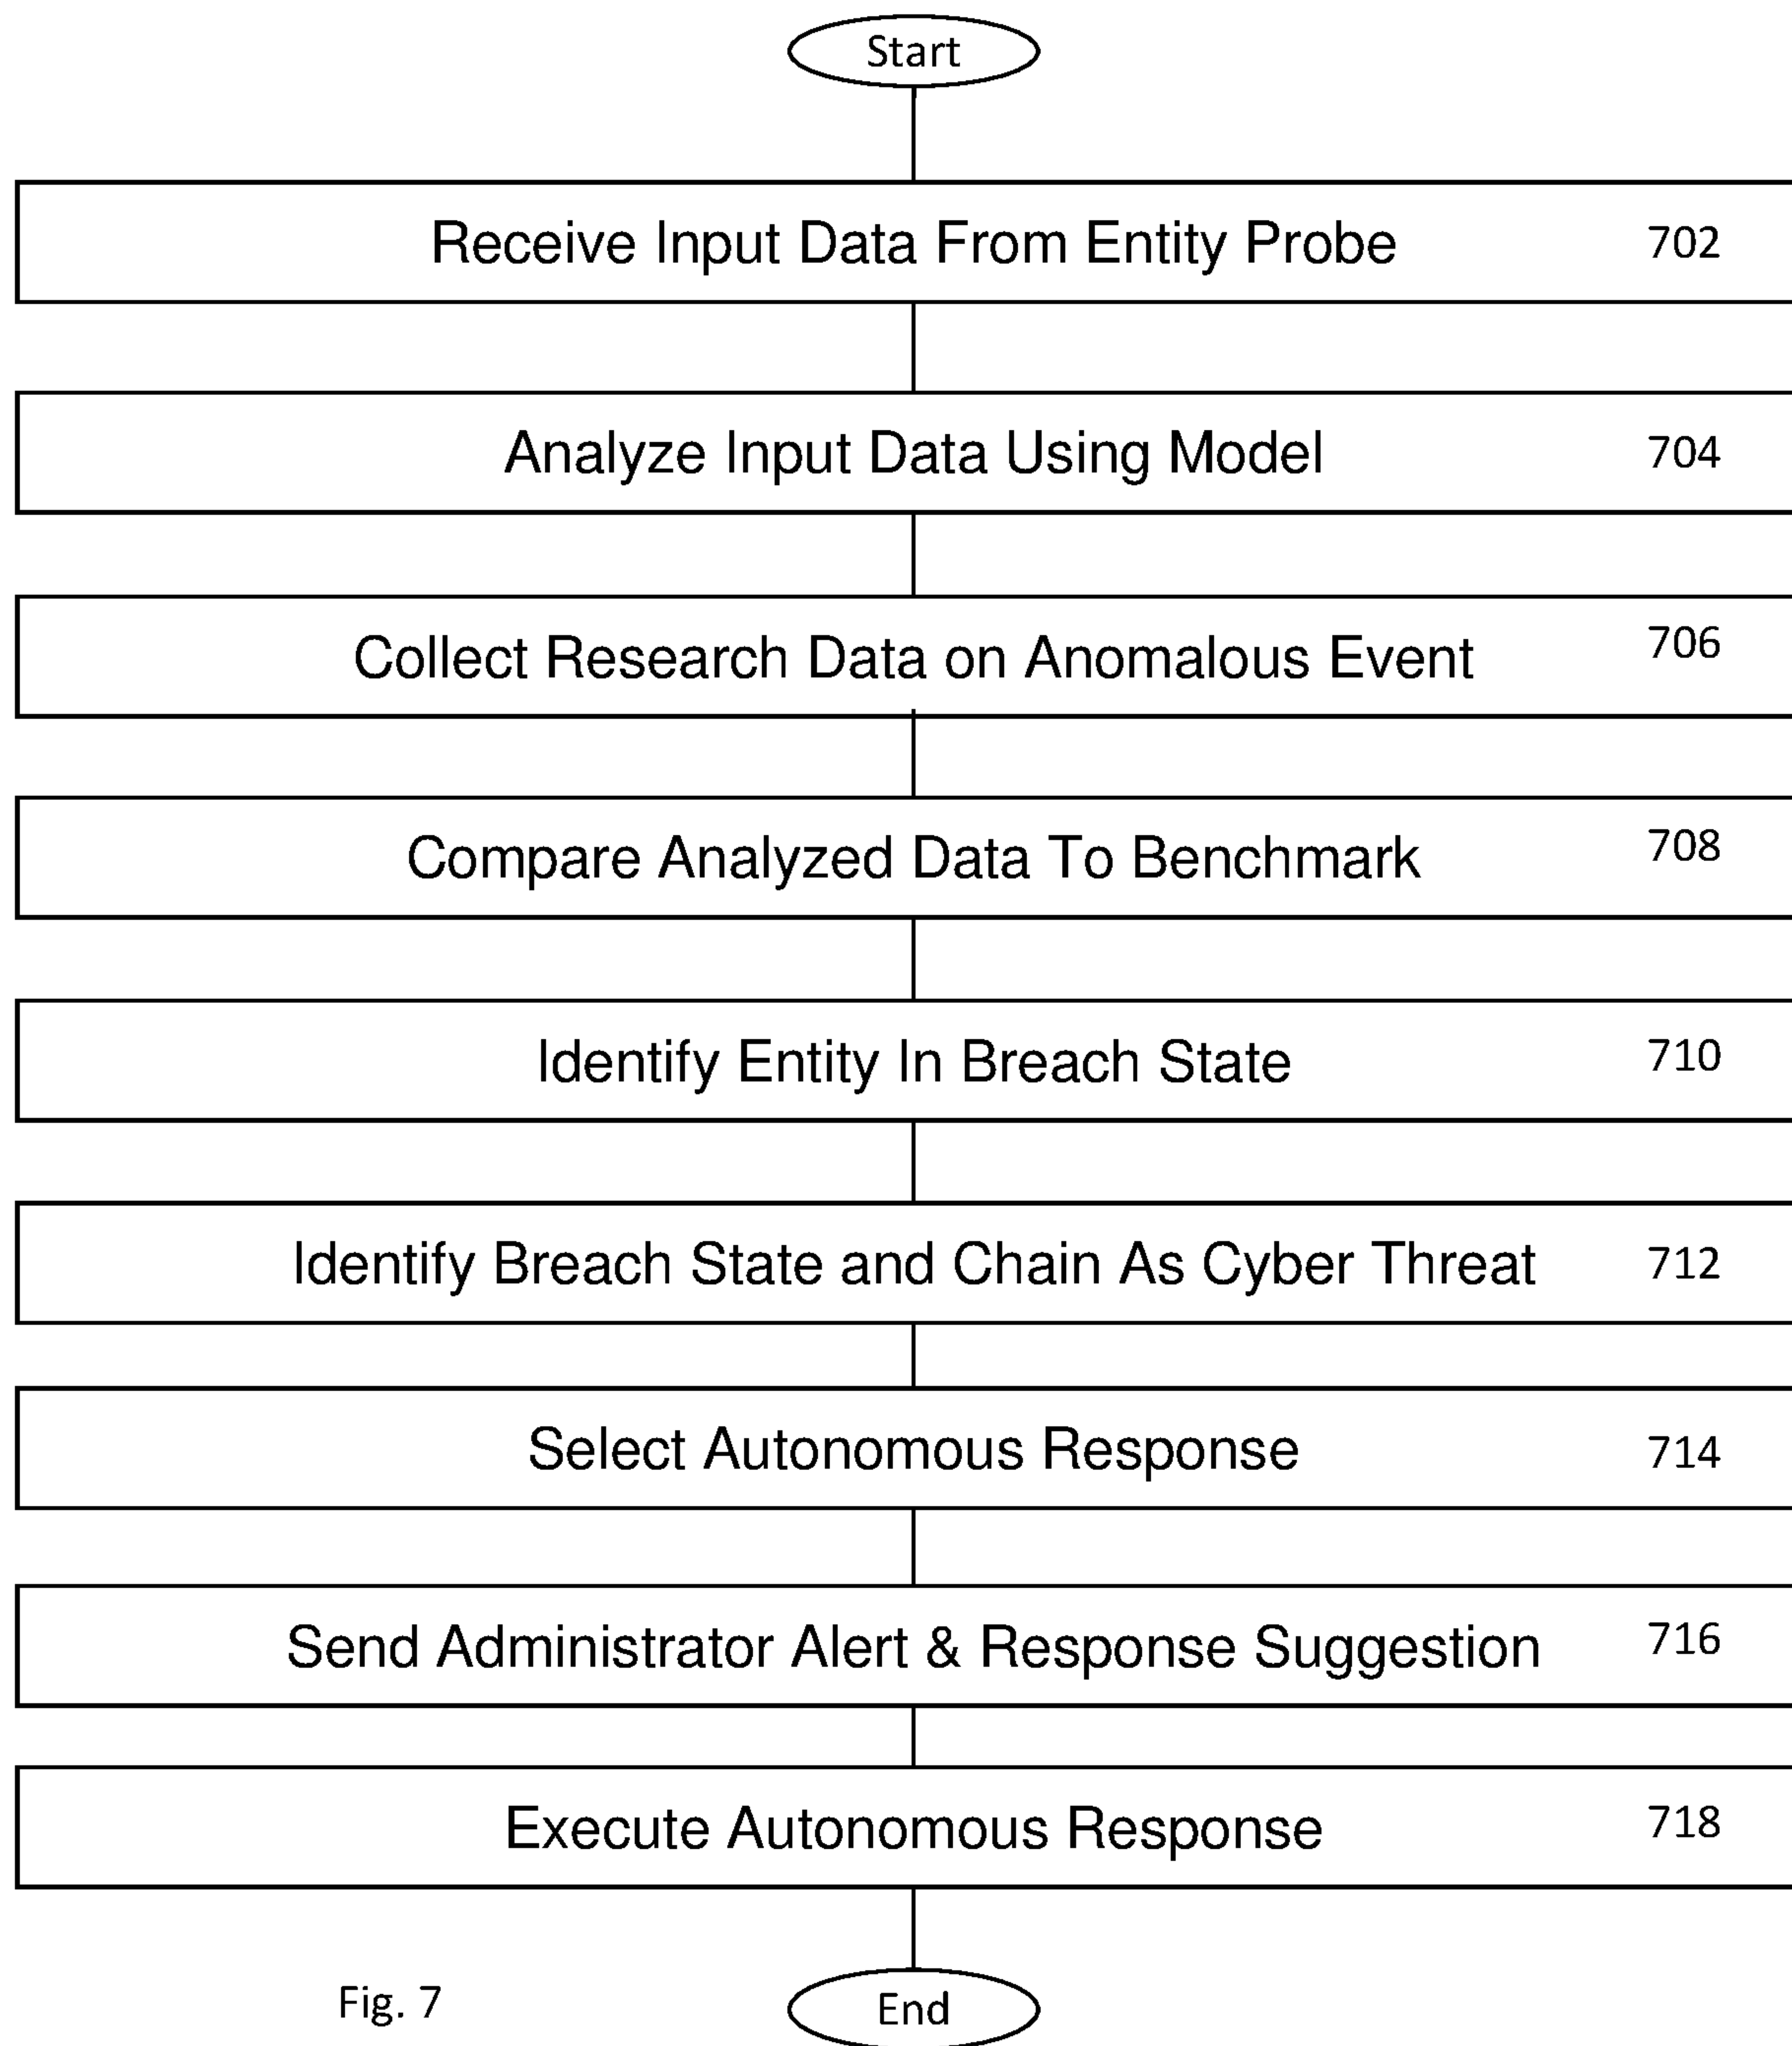 Start
Receive Input Data From Entity Probe 702
Analyze Input Data Using Model 704
Collect Research Data on Anomalous Event 706
Compare Analyzed Data To Benchmark 708
Identify Entity In Breach State 710
Identify Breach State and Chain As Cyber Threat 712
Select Autonomous Response 714
Send Administrator Alert & Response Suggestion 716
Execute Autonomous Response 718
Fig. 7
End